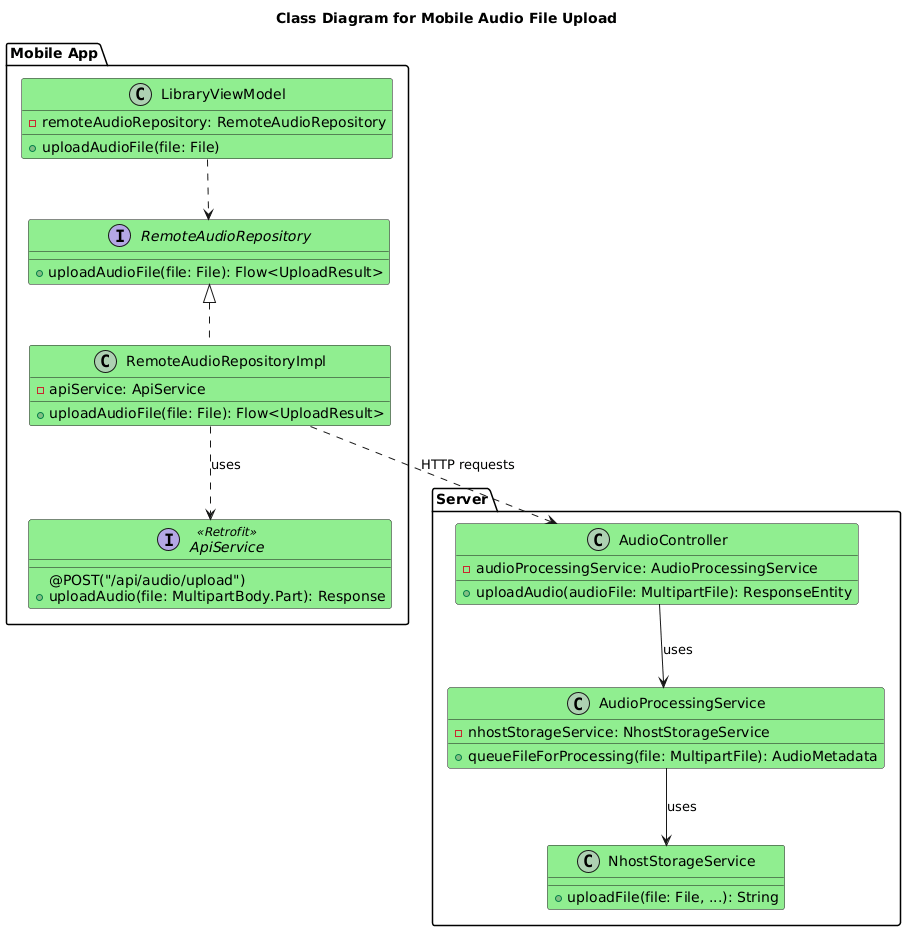 Class Diagram for Mobile Audio File Upload
Mobile App
C LibraryViewModel
remoteAudioRepository: RemoteAudioRepository
uploadAudioFile(file: File)
I RemoteAudioRepository
uploadAudioFile(file: File): Flow<UploadResult>
C RemoteAudioRepositoryImpl
apiService: ApiService
uploadAudioFile(file: File): Flow<UploadResult>
uses
HTTP requests
I «Retrofit»
ApiService
@POST("/api/audio/upload")
uploadAudio(file: MultipartBody.Part): Response
Server
C AudioController
audioProcessingService: AudioProcessingService
uploadAudio(audioFile: MultipartFile): ResponseEntity
uses
C AudioProcessingService
nhostStorageService: NhostStorageService
queueFileForProcessing(file: MultipartFile): AudioMetadata
uses
C NhostStorageService
uploadFile(file: File, ...): String